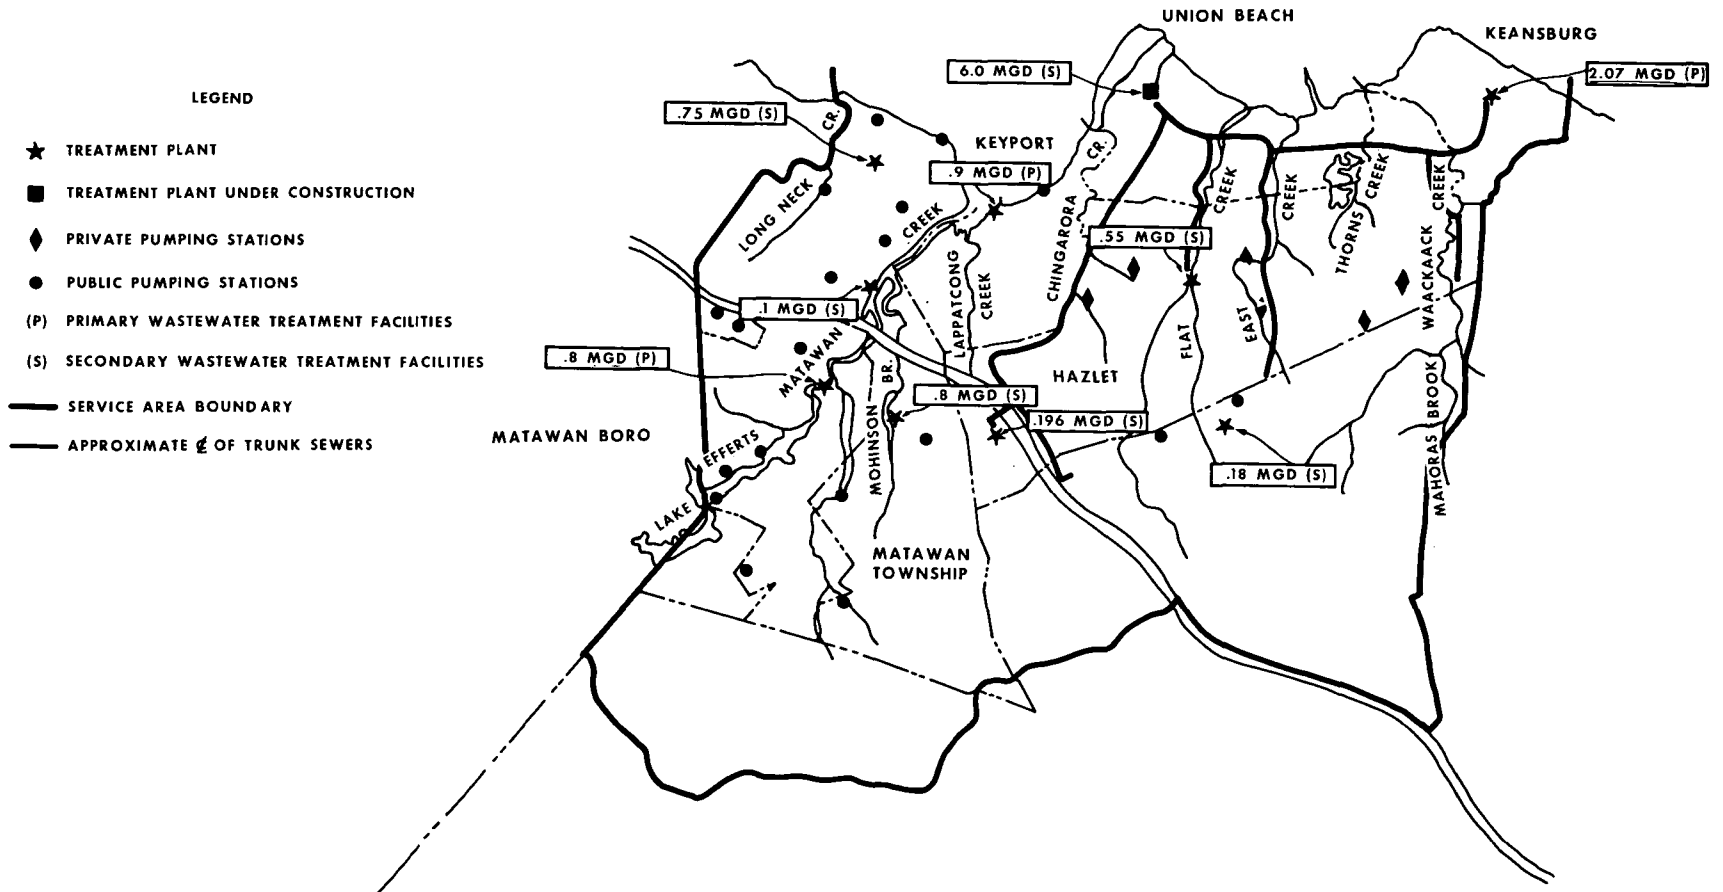 UNION BEACH
KEANSBURG
6.0 MGD (S)
2.07 MGD (P)
LEGEND
.75 MGD (S)
CR.
KEYPORT
CR.
TREATMENT PLANT
.9 MGD (P)
TREATMENT PLANT UNDER CONSTRUCTION
LONG NECK
CREEK
CHINGARORA
CREEK
CREEK
THORNS CREEK
CREEK
PRIVATE PUMPING STATIONS
.55 MGD (S)
PUBLIC PUMPING STATIONS
LAPPATCONG
CREEK
WAACKAACK
(P) PRIMARY WASTEWATER TREATMENT FACILITIES
.1 MGD (S)
FLAT
EAST
(S) SECONDARY WASTEWATER TREATMENT FACILITIES
.8 MGD (P)
MATAWAN
BR.
HAZLET
SERVICE AREA BOUNDARY
.8 MGD (S)
MAHORAS BROOK
APPROXIMATE ₵ OF TRUNK SEWERS
MATAWAN BORO
EFFERTS
MOHINSON
.196 MGD (S)
.18 MGD (S)
LAKE
MATAWAN
TOWNSHIP